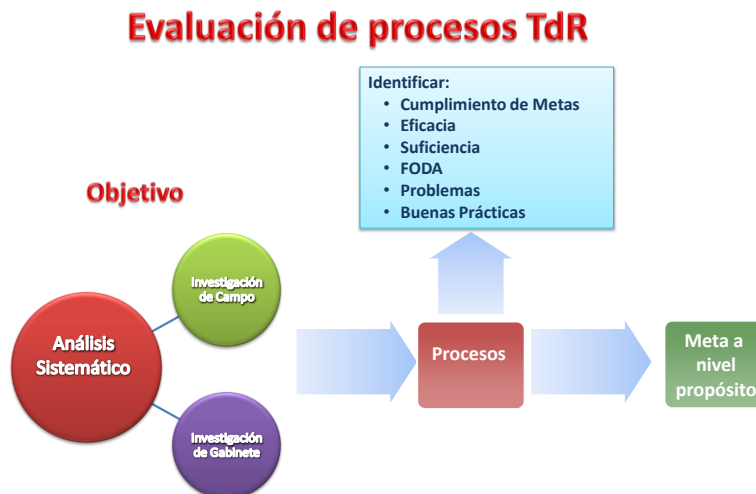 Evaluación de procesos TdR
Identificar:
• Cumplimiento de Metas
• Eficacia
• Suficiencia
• FODA
• Problemas
• Buenas Prácticas
Objetivo
Investigación
de Campo
Análisis
Sistemático
Investigación
de Gabinete
Procesos
Meta a
nivel
propósito